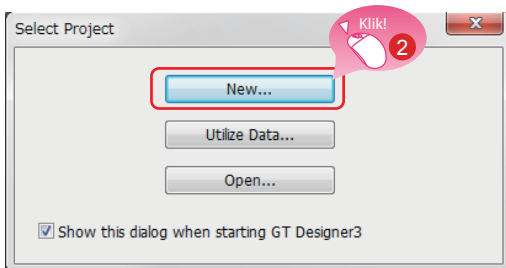 Select Project
Klik!
2
New...
Utilize Data...
Open...
Show this dialog when starting GT Designer3